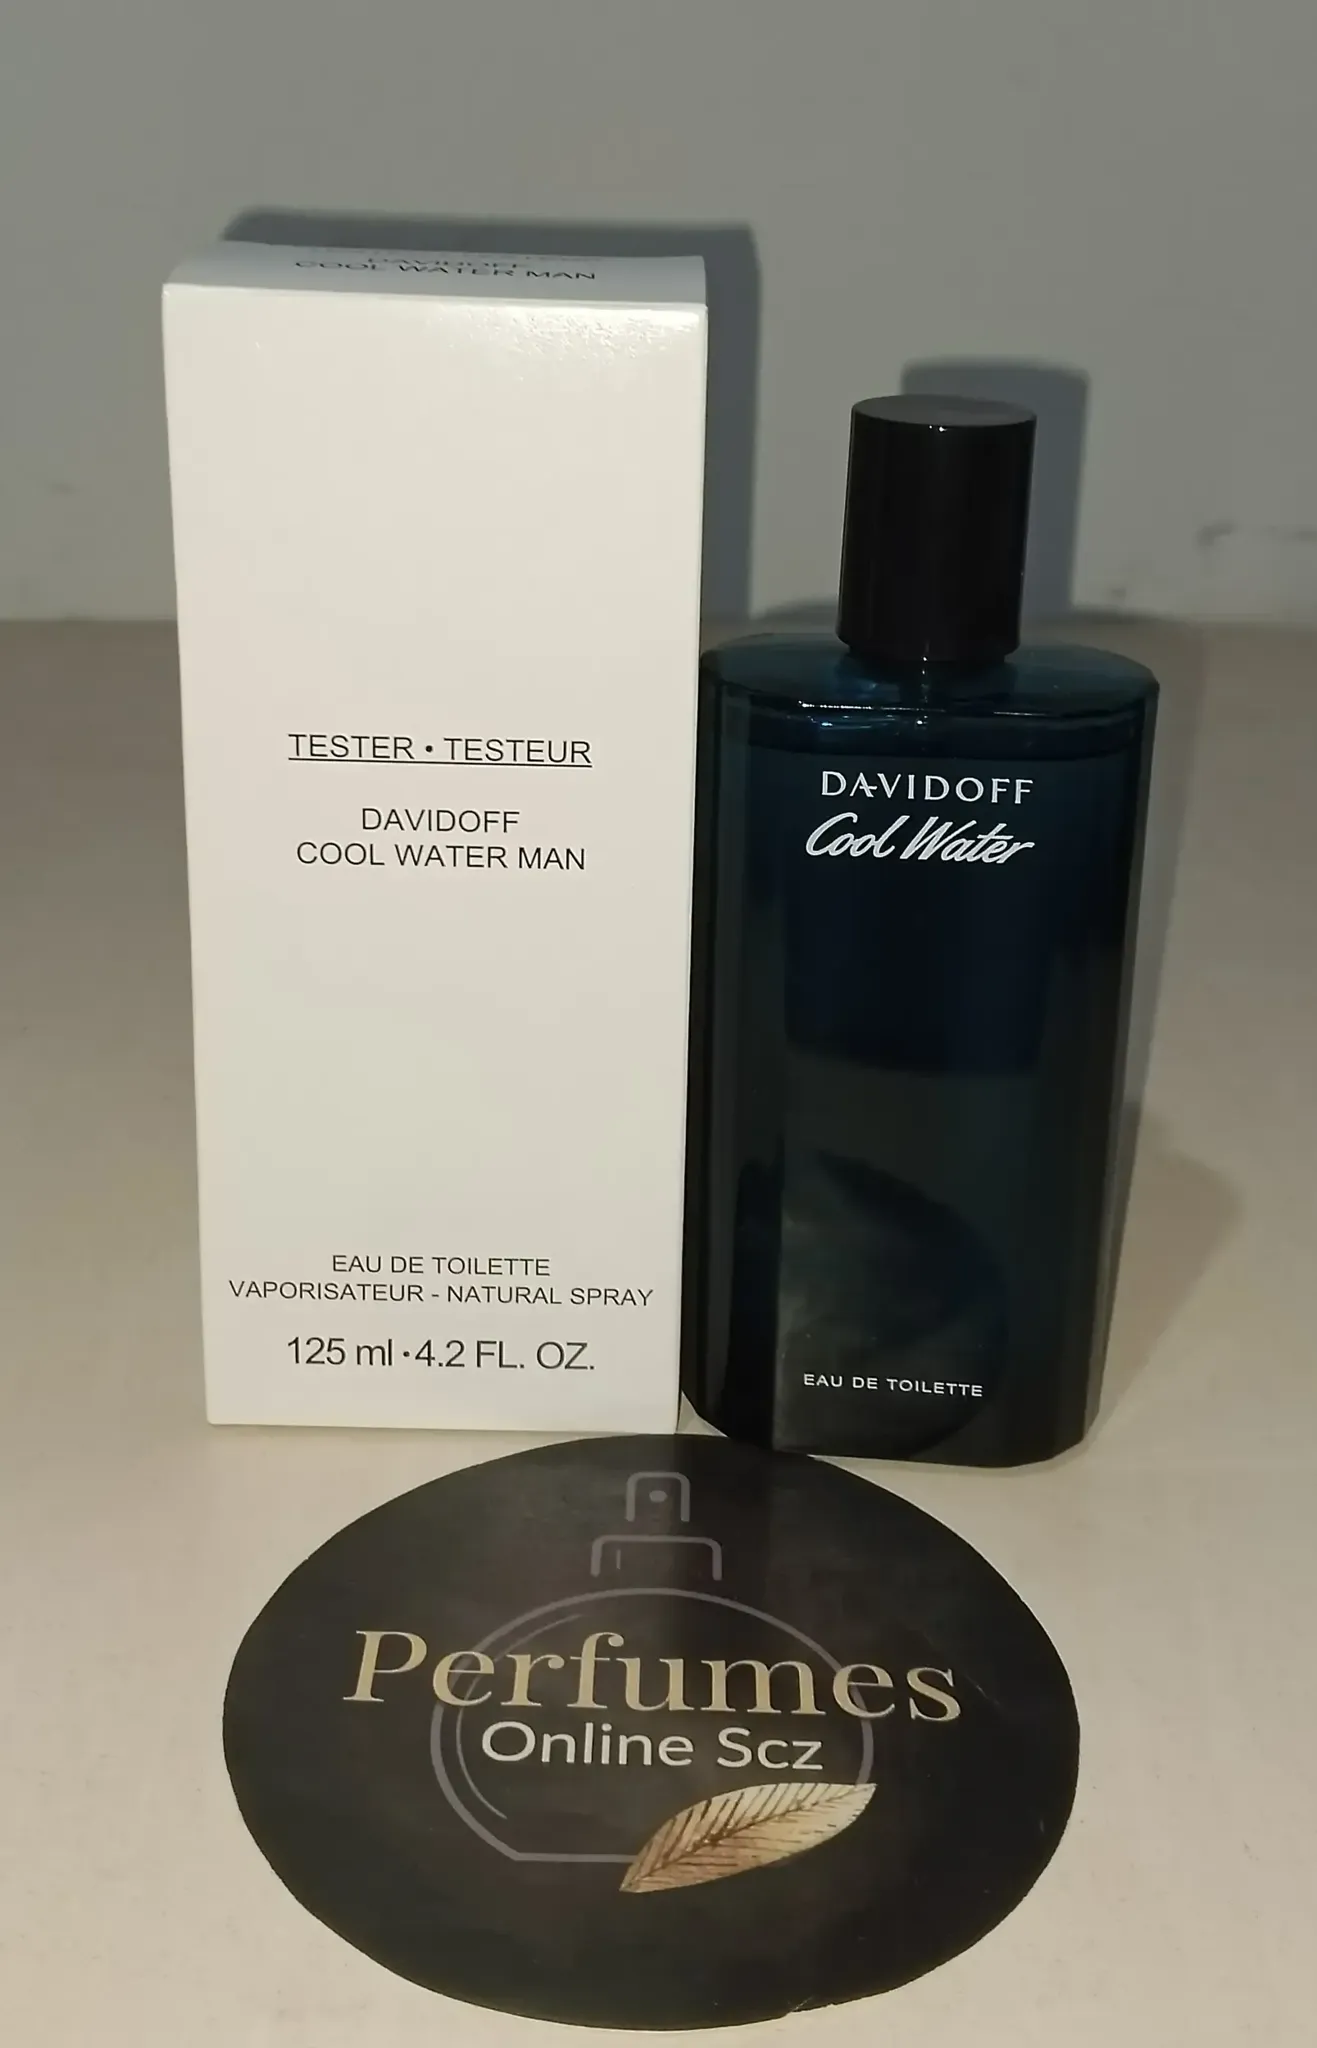 DAVIDOFF
COOL WATER MAN
TESTER • TESTEUR
DAVIDOFF
COOL WATER MAN
EAU DE TOILETTE
VAPORISATEUR - NATURAL SPRAY
125 ml • 4.2 FL. OZ.
DAVIDOFF
Cool Water
EAU DE TOILETTE
Perfumes
Online Scz